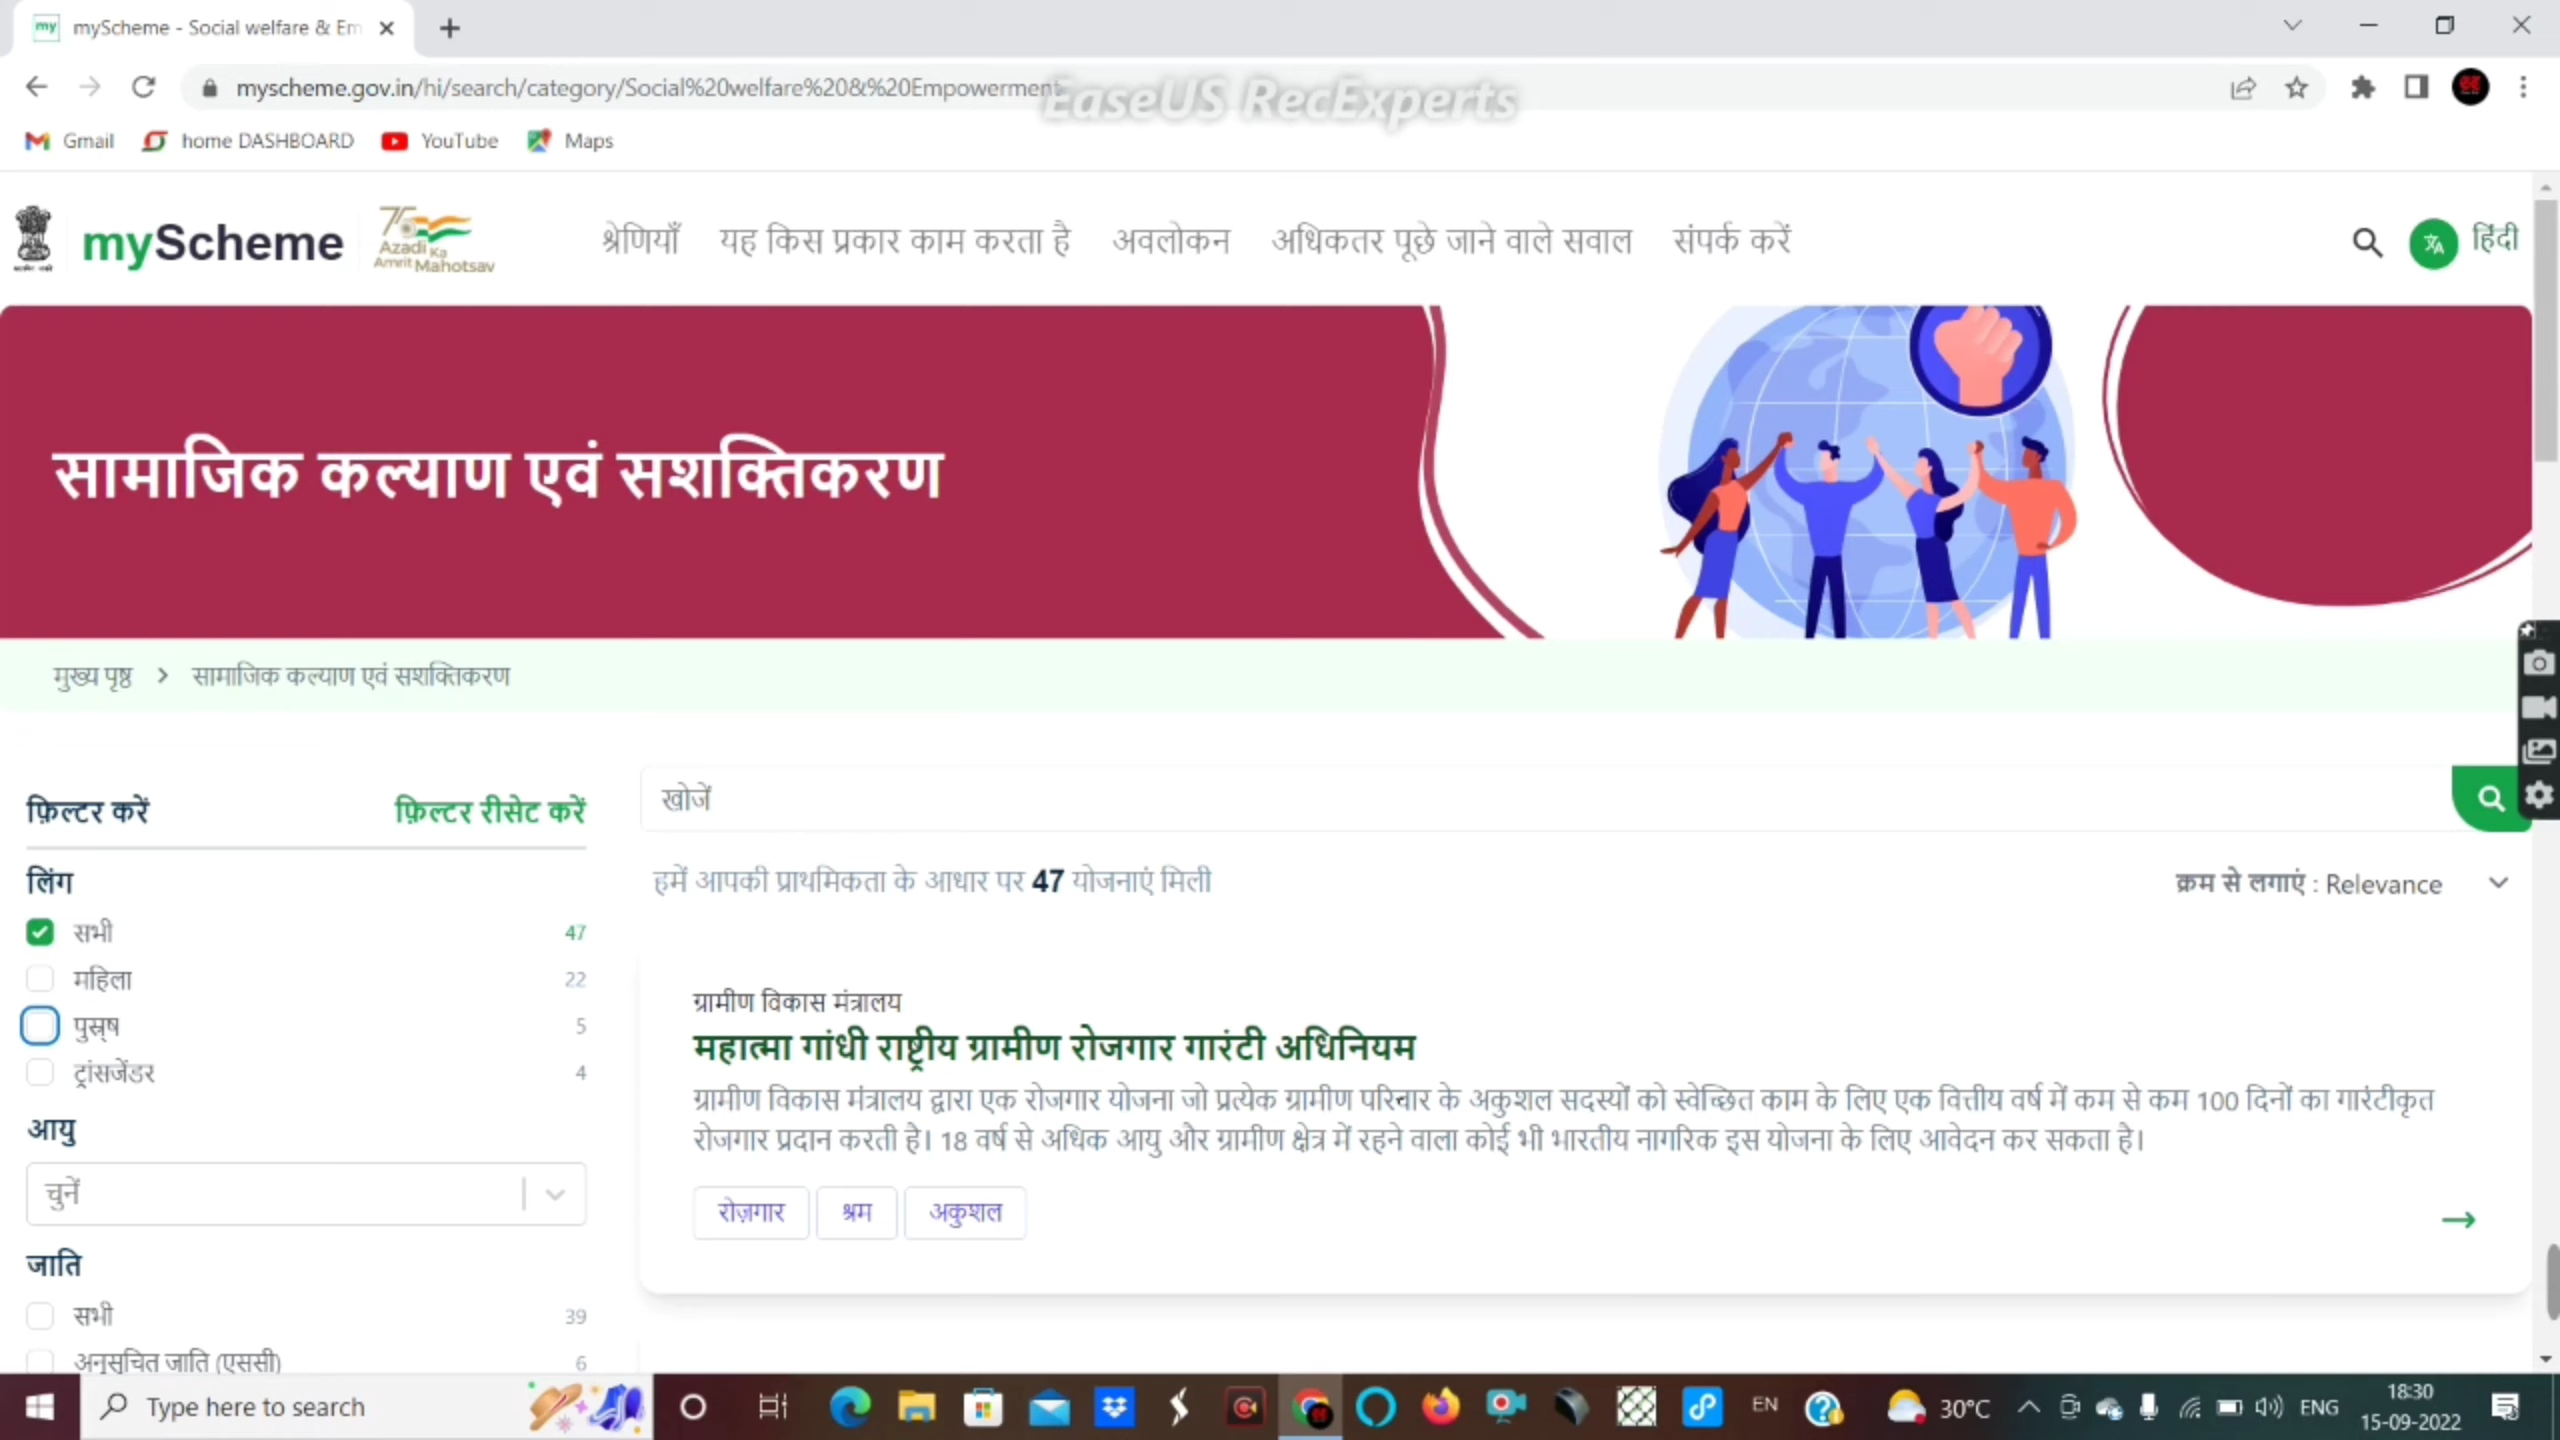 my myScheme - Social welfare & Em
myscheme.gov.in/hi/search/category/Social%20welfare%20&%20Empowerment
EaseUS RecExperts
Gmail home DASHBOARD YouTube Maps
myScheme 75 Azadi Ka Amrit Mahotsav श्रेणियाँ यह किस प्रकार काम करता है अवलोकन अधिकतर पूछे जाने वाले सवाल संपर्क करें हिंदी
सामाजिक कल्याण एवं सशक्तिकरण
मुख्य पृष्ठ > सामाजिक कल्याण एवं सशक्तिकरण
फ़िल्टर करें फ़िल्टर रीसेट करें
खोजें
लिंग
हमें आपकी प्राथमिकता के आधार पर 47 योजनाएं मिली
क्रम से लगाएं : Relevance
सभी 47
महिला 22
पुरुष 5
ट्रांसजेंडर 4
आयु
चुनें
जाति
सभी 39
अनुसूचित जाति (एससी) 6
ग्रामीण विकास मंत्रालय
महात्मा गांधी राष्ट्रीय ग्रामीण रोजगार गारंटी अधिनियम
ग्रामीण विकास मंत्रालय द्वारा एक रोजगार योजना जो प्रत्येक ग्रामीण परिवार के अकुशल सदस्यों को स्वेच्छित काम के लिए एक वित्तीय वर्ष में कम से कम 100 दिनों का गारंटीकृत
रोजगार प्रदान करती है। 18 वर्ष से अधिक आयु और ग्रामीण क्षेत्र में रहने वाला कोई भी भारतीय नागरिक इस योजना के लिए आवेदन कर सकता है।
रोज़गार श्रम अकुशल
Type here to search
EN 30°C ENG
18:30
15-09-2022